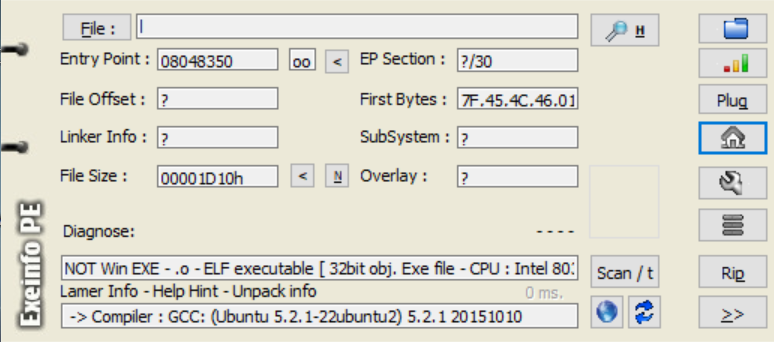 File :
H
Entry Point : 08048350 oo < EP Section : ?/30
File Offset : ? First Bytes : 7F.45.4C.46.01
Plug
Linker Info : ? SubSystem : ?
File Size : 00001D10h < N Overlay : ?
Diagnose: - - - -
NOT Win EXE - .o - ELF executable [ 32bit obj. Exe file - CPU : Intel 80
Scan / t
Rip
Lamer Info - Help Hint - Unpack info 0 ms.
-> Compiler : GCC: (Ubuntu 5.2.1-22ubuntu2) 5.2.1 20151010
>>
Exeinfo PE